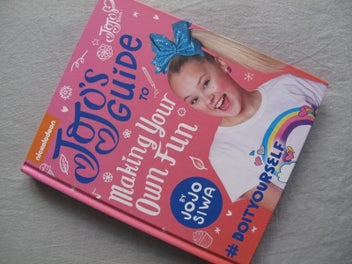 nickelodeon
JoJo's
GUIDE
TO
Making Your
Own Fun
BY
JOJO
SIWA
#DOITYOURSELF